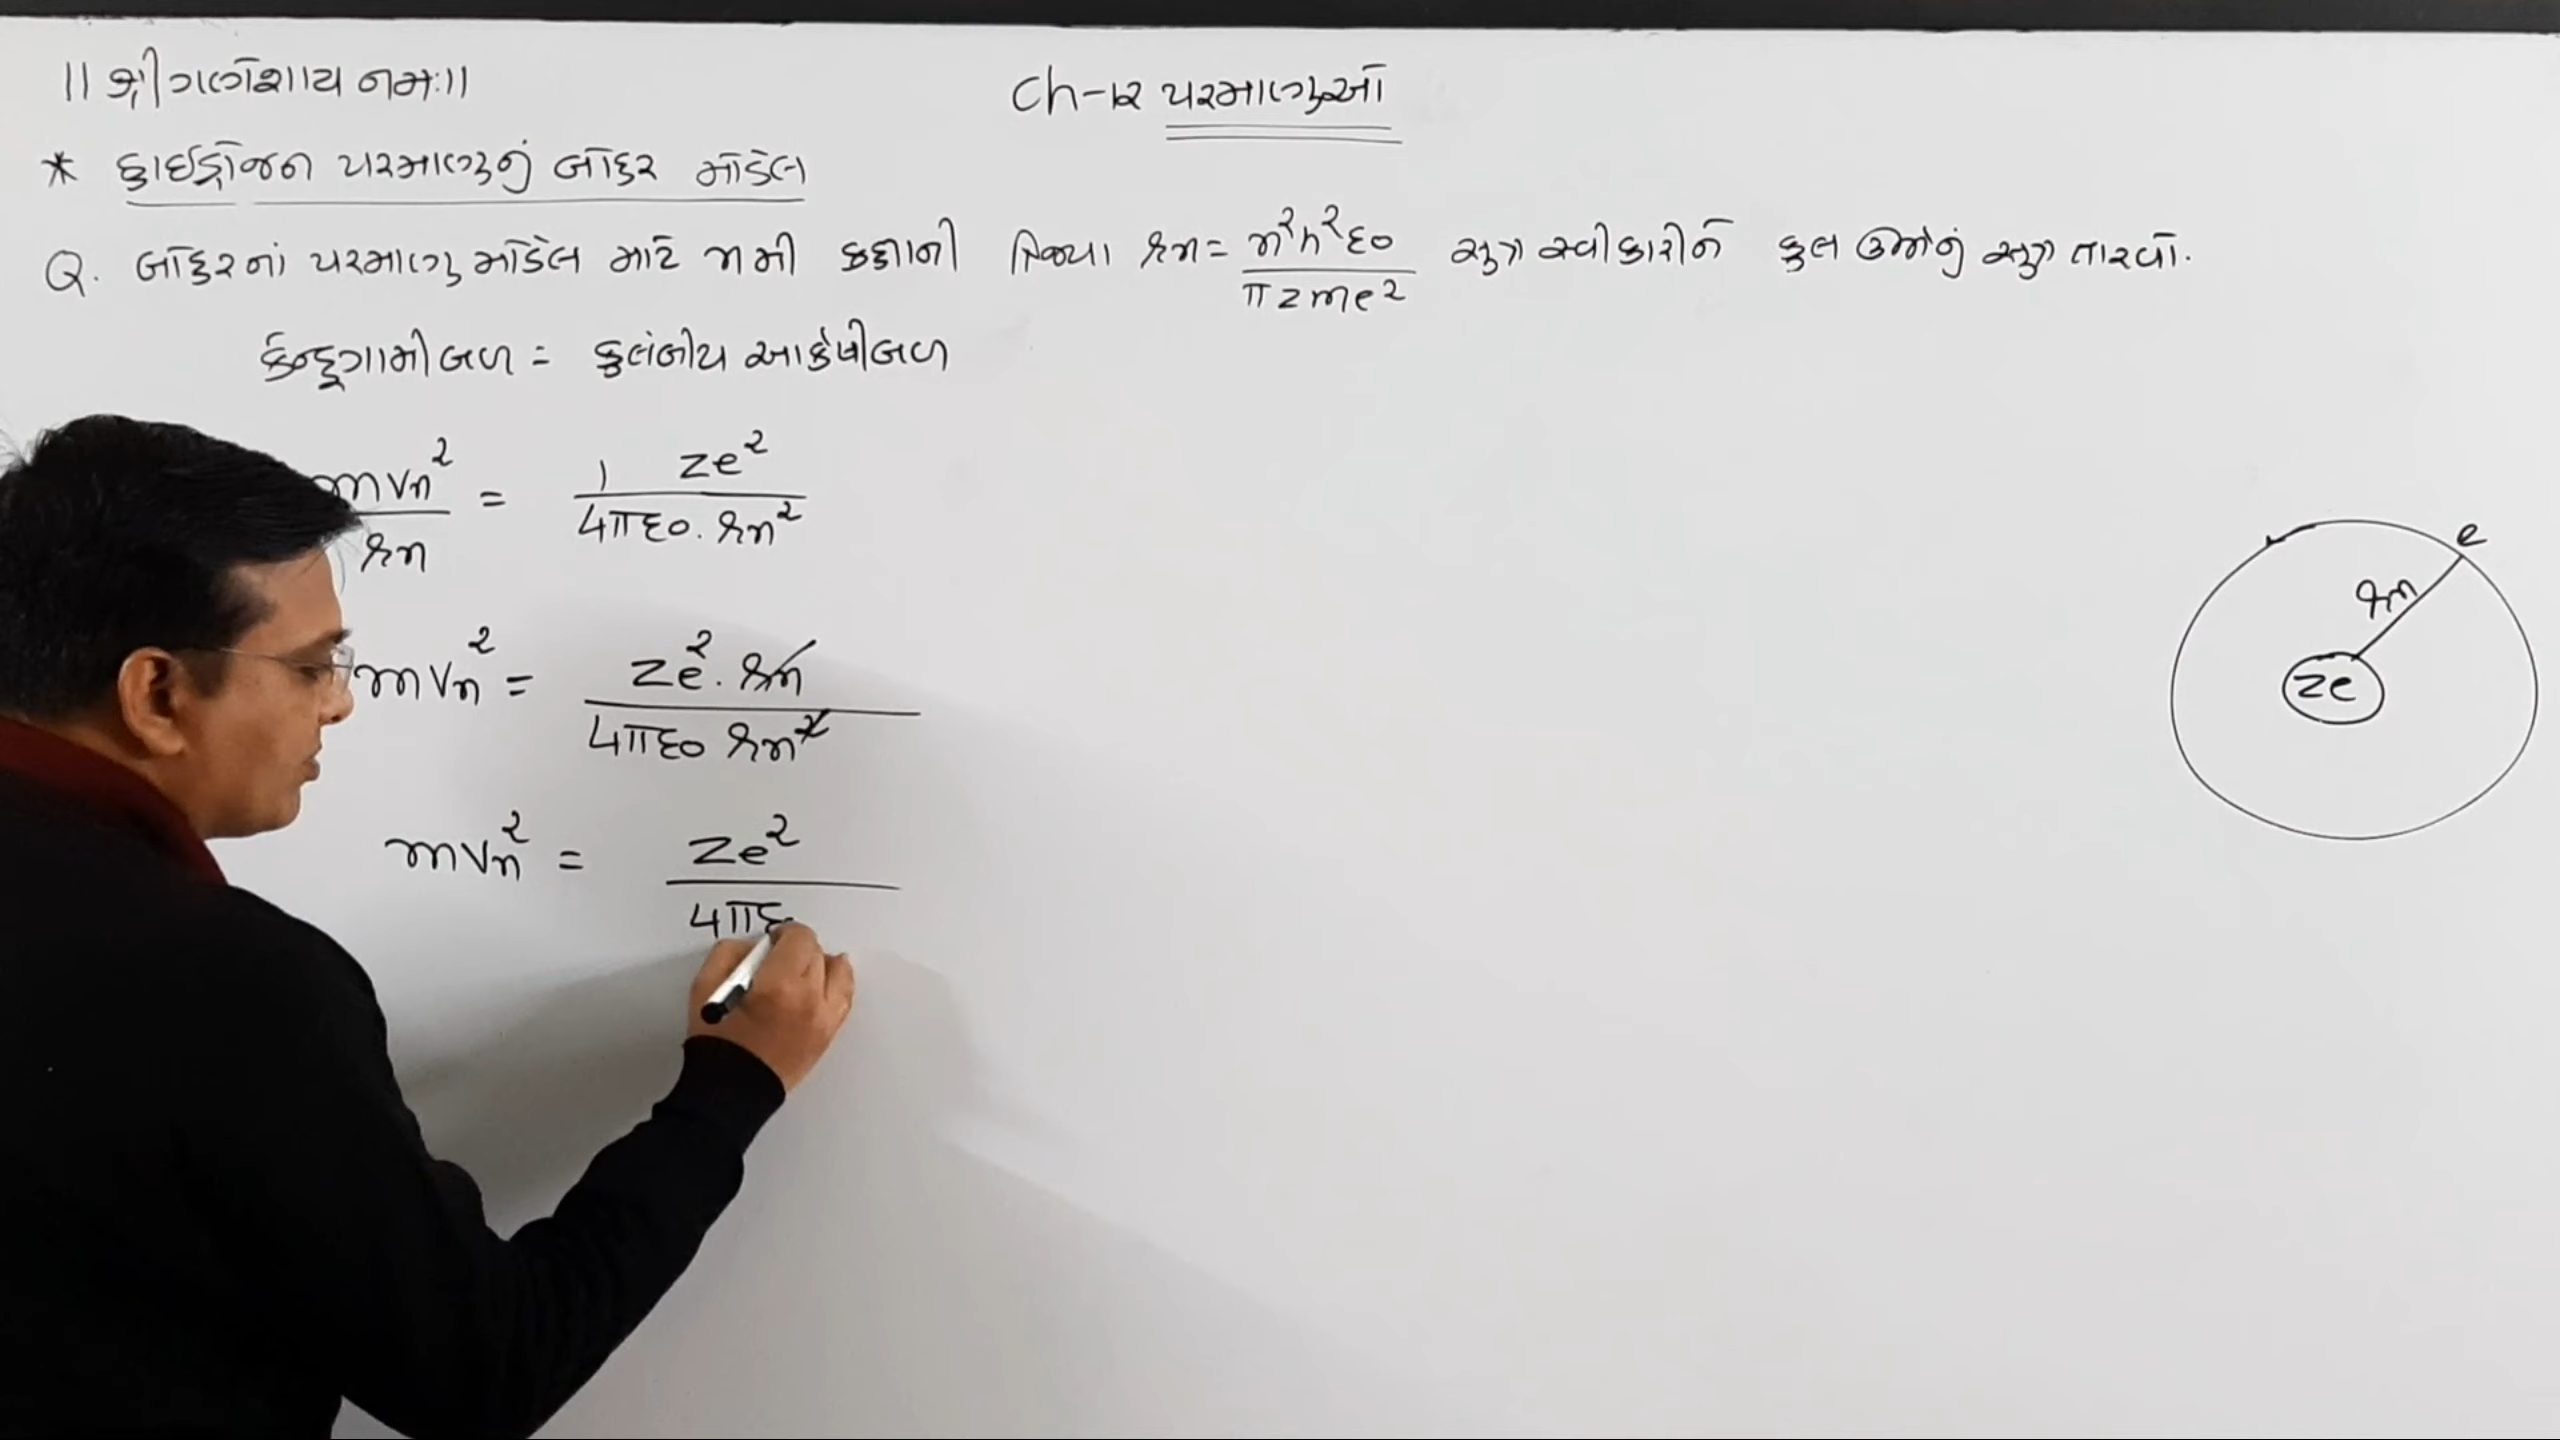 ॥ શ્રી ગણેશાય નમઃ॥
Ch-12 પરમાણુઓ
* હાઈડ્રોજન પરમાણુનું બોહર મોડેલ
Q. બોહરનાં પરમાણુ મોડેલ માટે nમી કક્ષાની ત્રિજ્યા rn = n²h²ε0 / πzme² સુત્ર સ્વીકારીને કુલ ઊર્જાનું સુત્ર તારવો.
કેન્દ્રગામી બળ = કુલંબીય આકર્ષીબળ
mvn² / rn = 1 ze² / 4πε0. rn²
mvn² = ze². rn / 4πε0 rn²
mvn² = ze² / 4πε
e
rn
ze